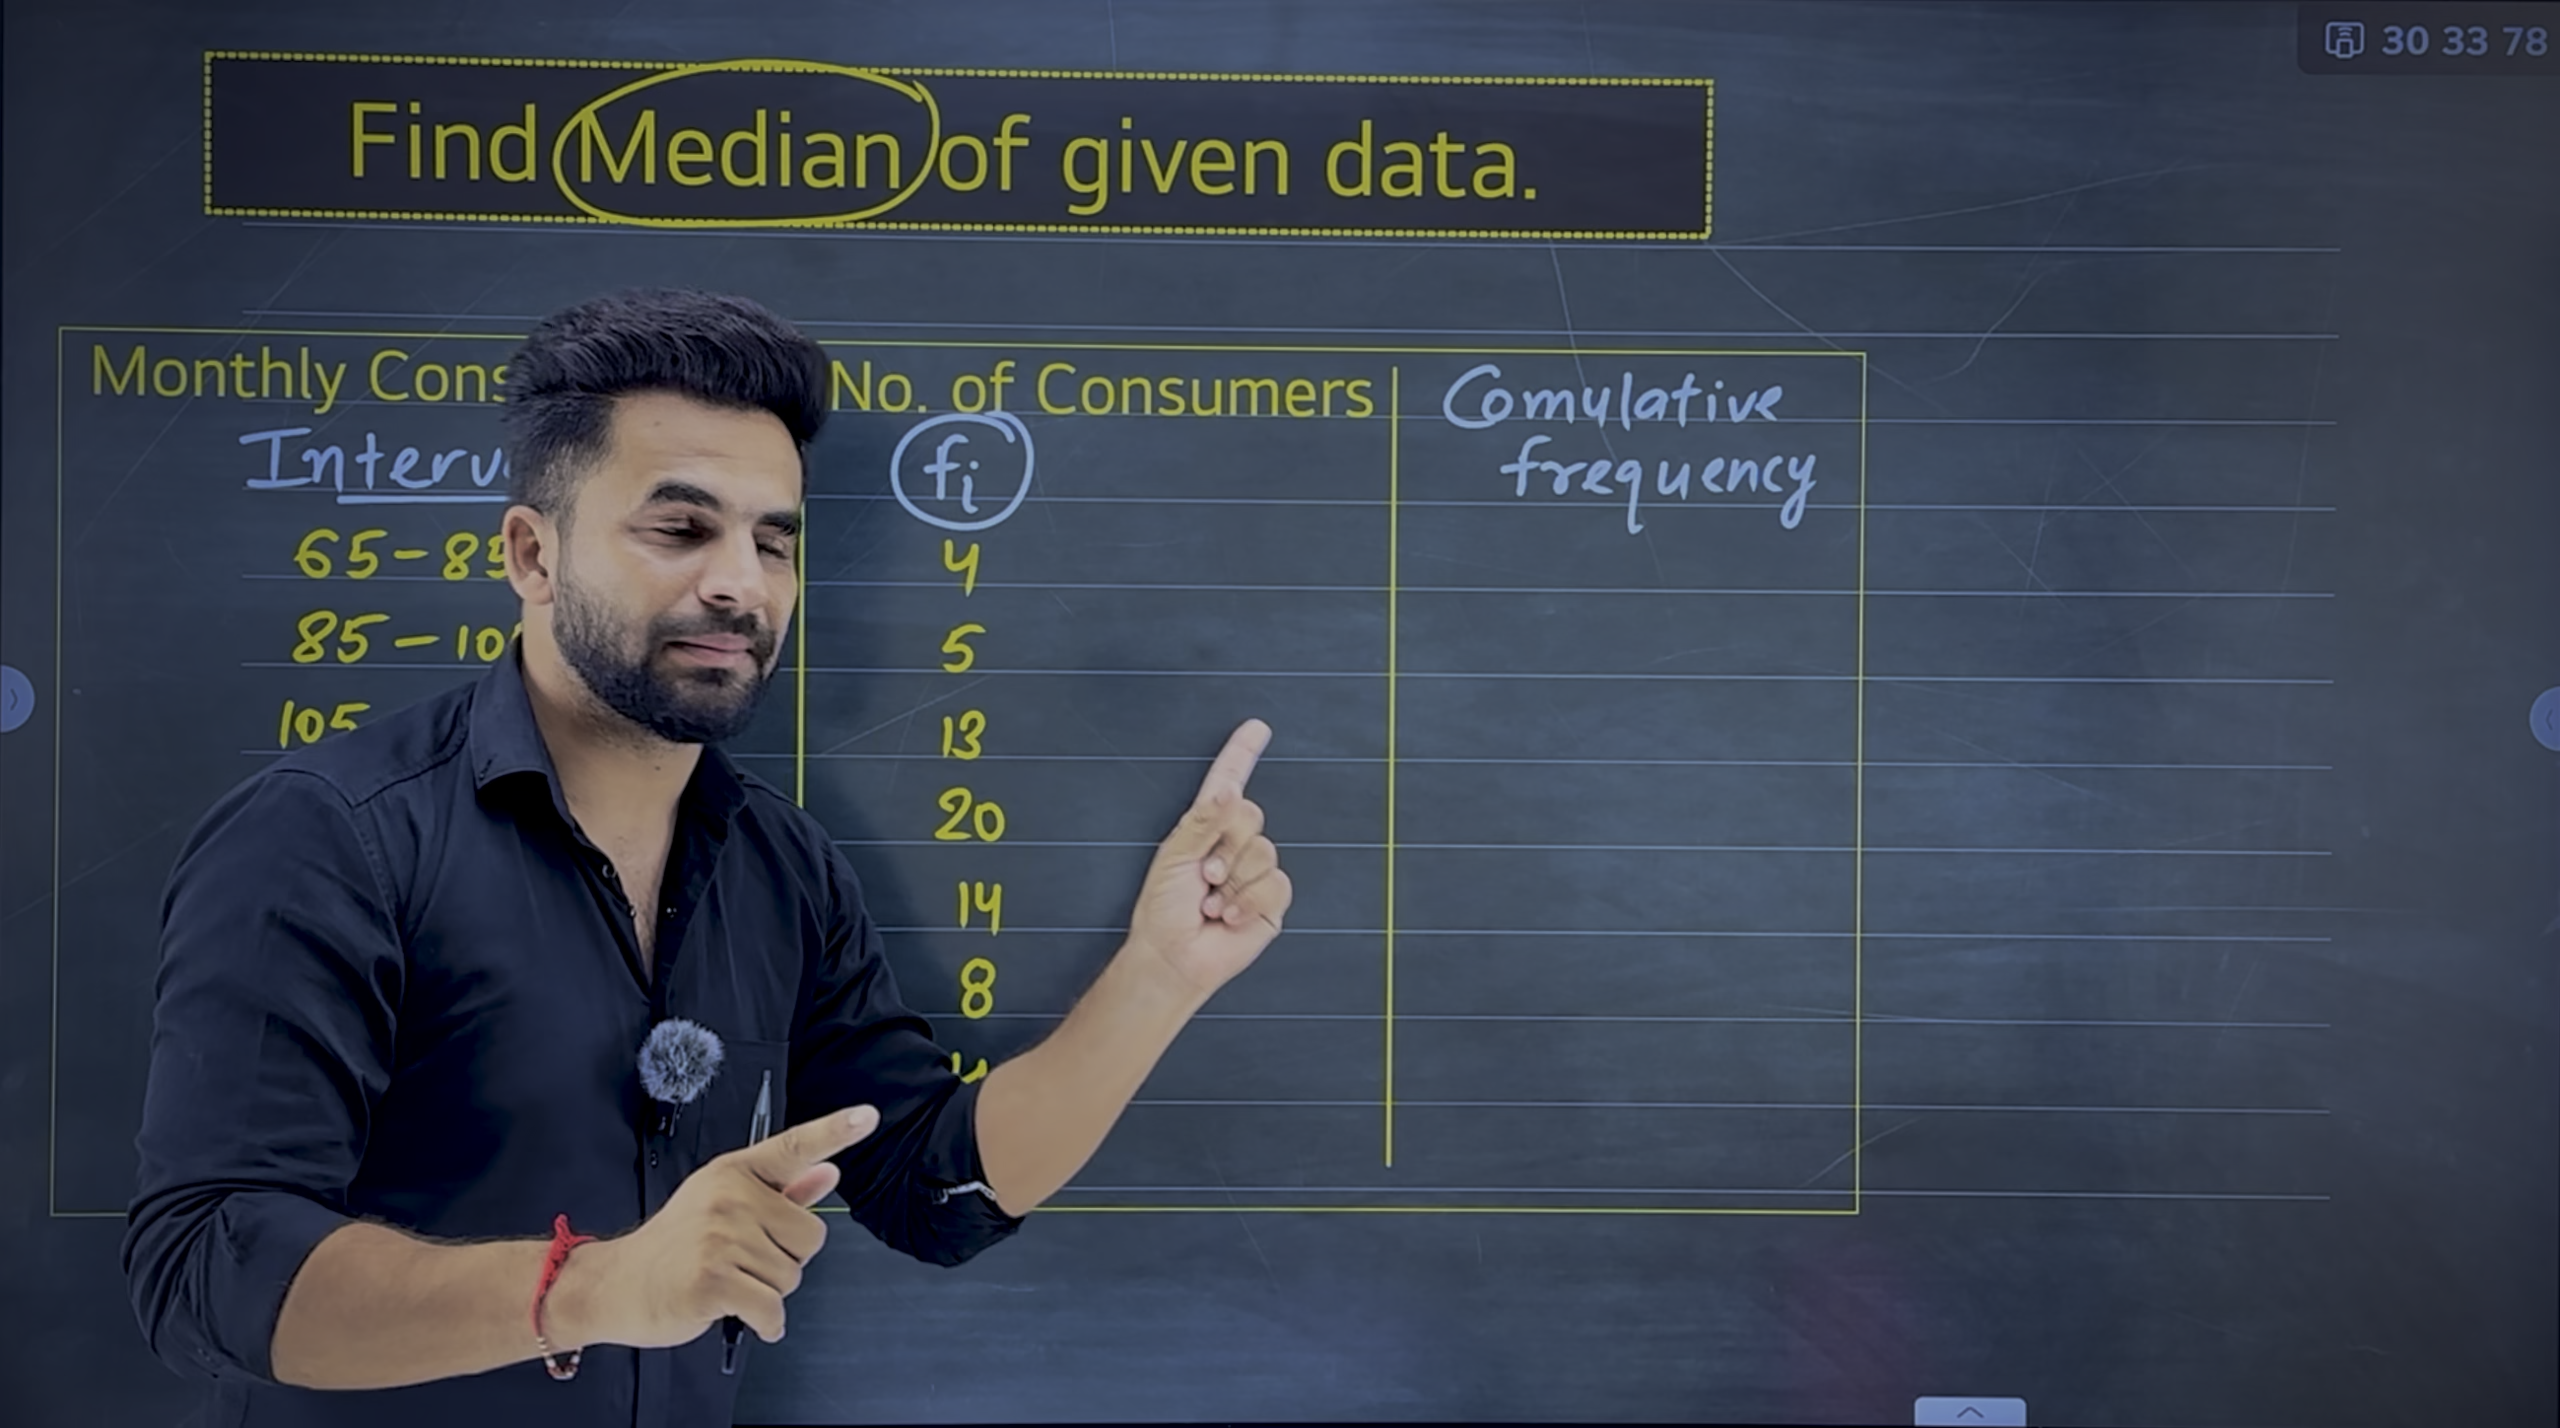 30 33 78
Find Median of given data.
Monthly Cons No. of Consumers Comulative
Interv fi frequency
65-85 4
85-10 5
105 13
20
14
8